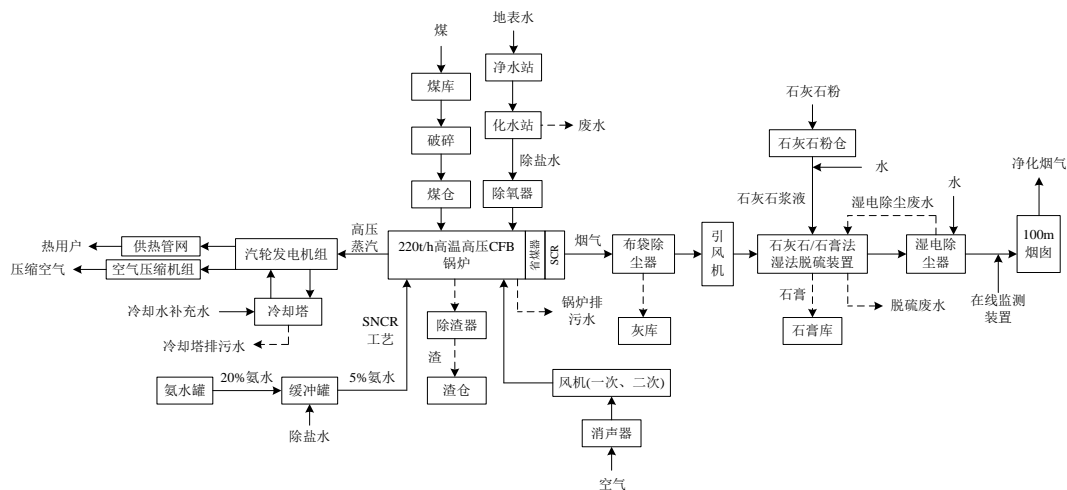 地表水
煤
净水站
煤库
化水站
废水
破碎
除盐水
煤仓
除氧器
石灰石粉
石灰石粉仓
水
石灰石浆液
湿电除尘废水
水
净化烟气
热用户
供热管网
压缩空气
空气压缩机组
汽轮发电机组
高压
蒸汽
220t/h高温高压CFB
锅炉
省煤器
SCR
烟气
布袋除
尘器
引
风
机
石灰石/石膏法
湿法脱硫装置
湿电除
尘器
100m
烟囱
冷却水补充水
冷却塔
冷却塔排污水
SNCR
工艺
除渣器
渣
渣仓
锅炉排
污水
灰库
石膏
石膏库
脱硫废水
在线监测
装置
氨水罐
20%氨水
缓冲罐
5%氨水
除盐水
风机(一次、二次)
消声器
空气